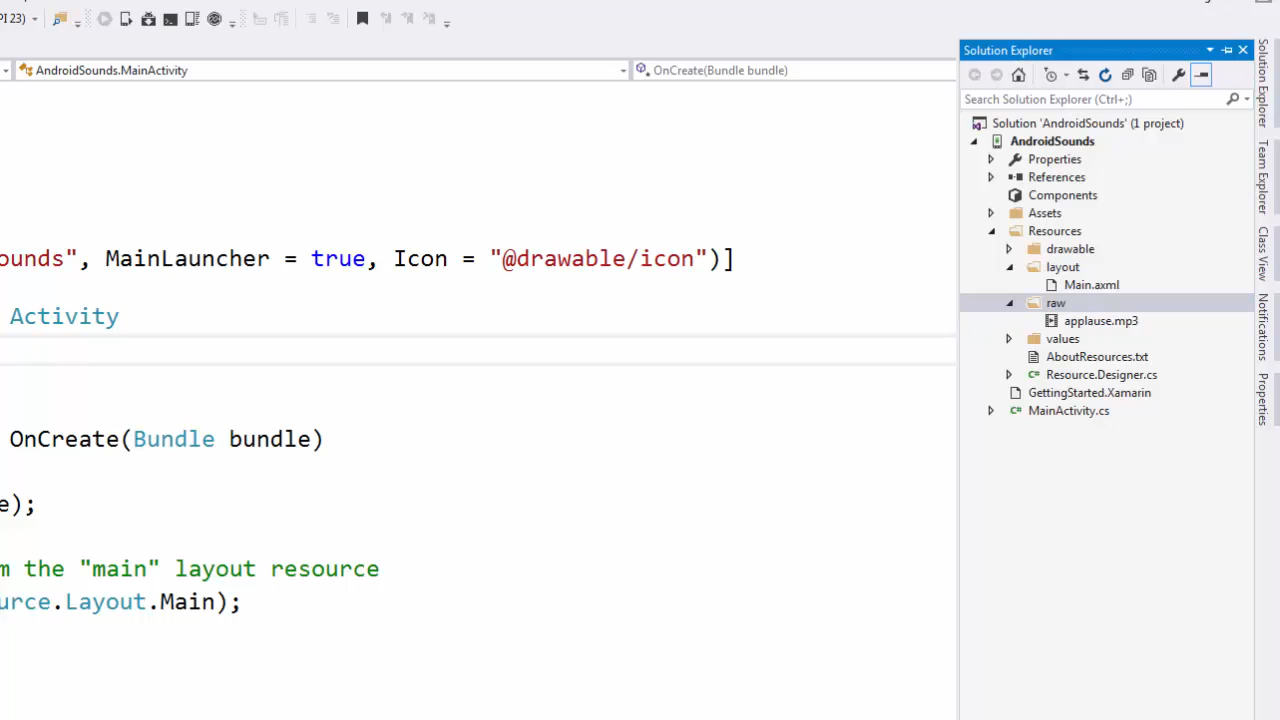 PI 23)
AndroidSounds.MainActivity
OnCreate(Bundle bundle)
ounds", MainLauncher = true, Icon = "@drawable/icon")]
Activity
OnCreate(Bundle bundle)
e);
m the "main" layout resource
urce.Layout.Main);
Solution Explorer
Search Solution Explorer (Ctrl+;)
Solution 'AndroidSounds' (1 project)
AndroidSounds
Properties
References
Components
Assets
Resources
drawable
layout
Main.axml
raw
applause.mp3
values
AboutResources.txt
Resource.Designer.cs
GettingStarted.Xamarin
MainActivity.cs
Solution Explorer
Team Explorer
Class View
Notifications
Properties